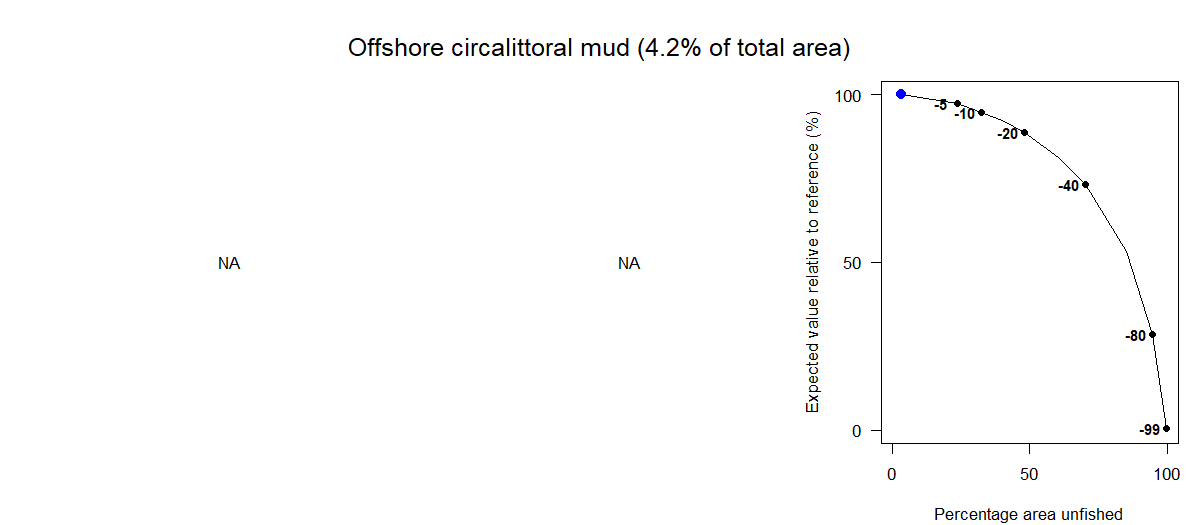 Offshore circalittoral mud (4.2% of total area)
NA
NA
Expected value relative to reference (%)
100
50
0
-5
-10
-20
-40
-80
-99
0
50
100
Percentage area unfished